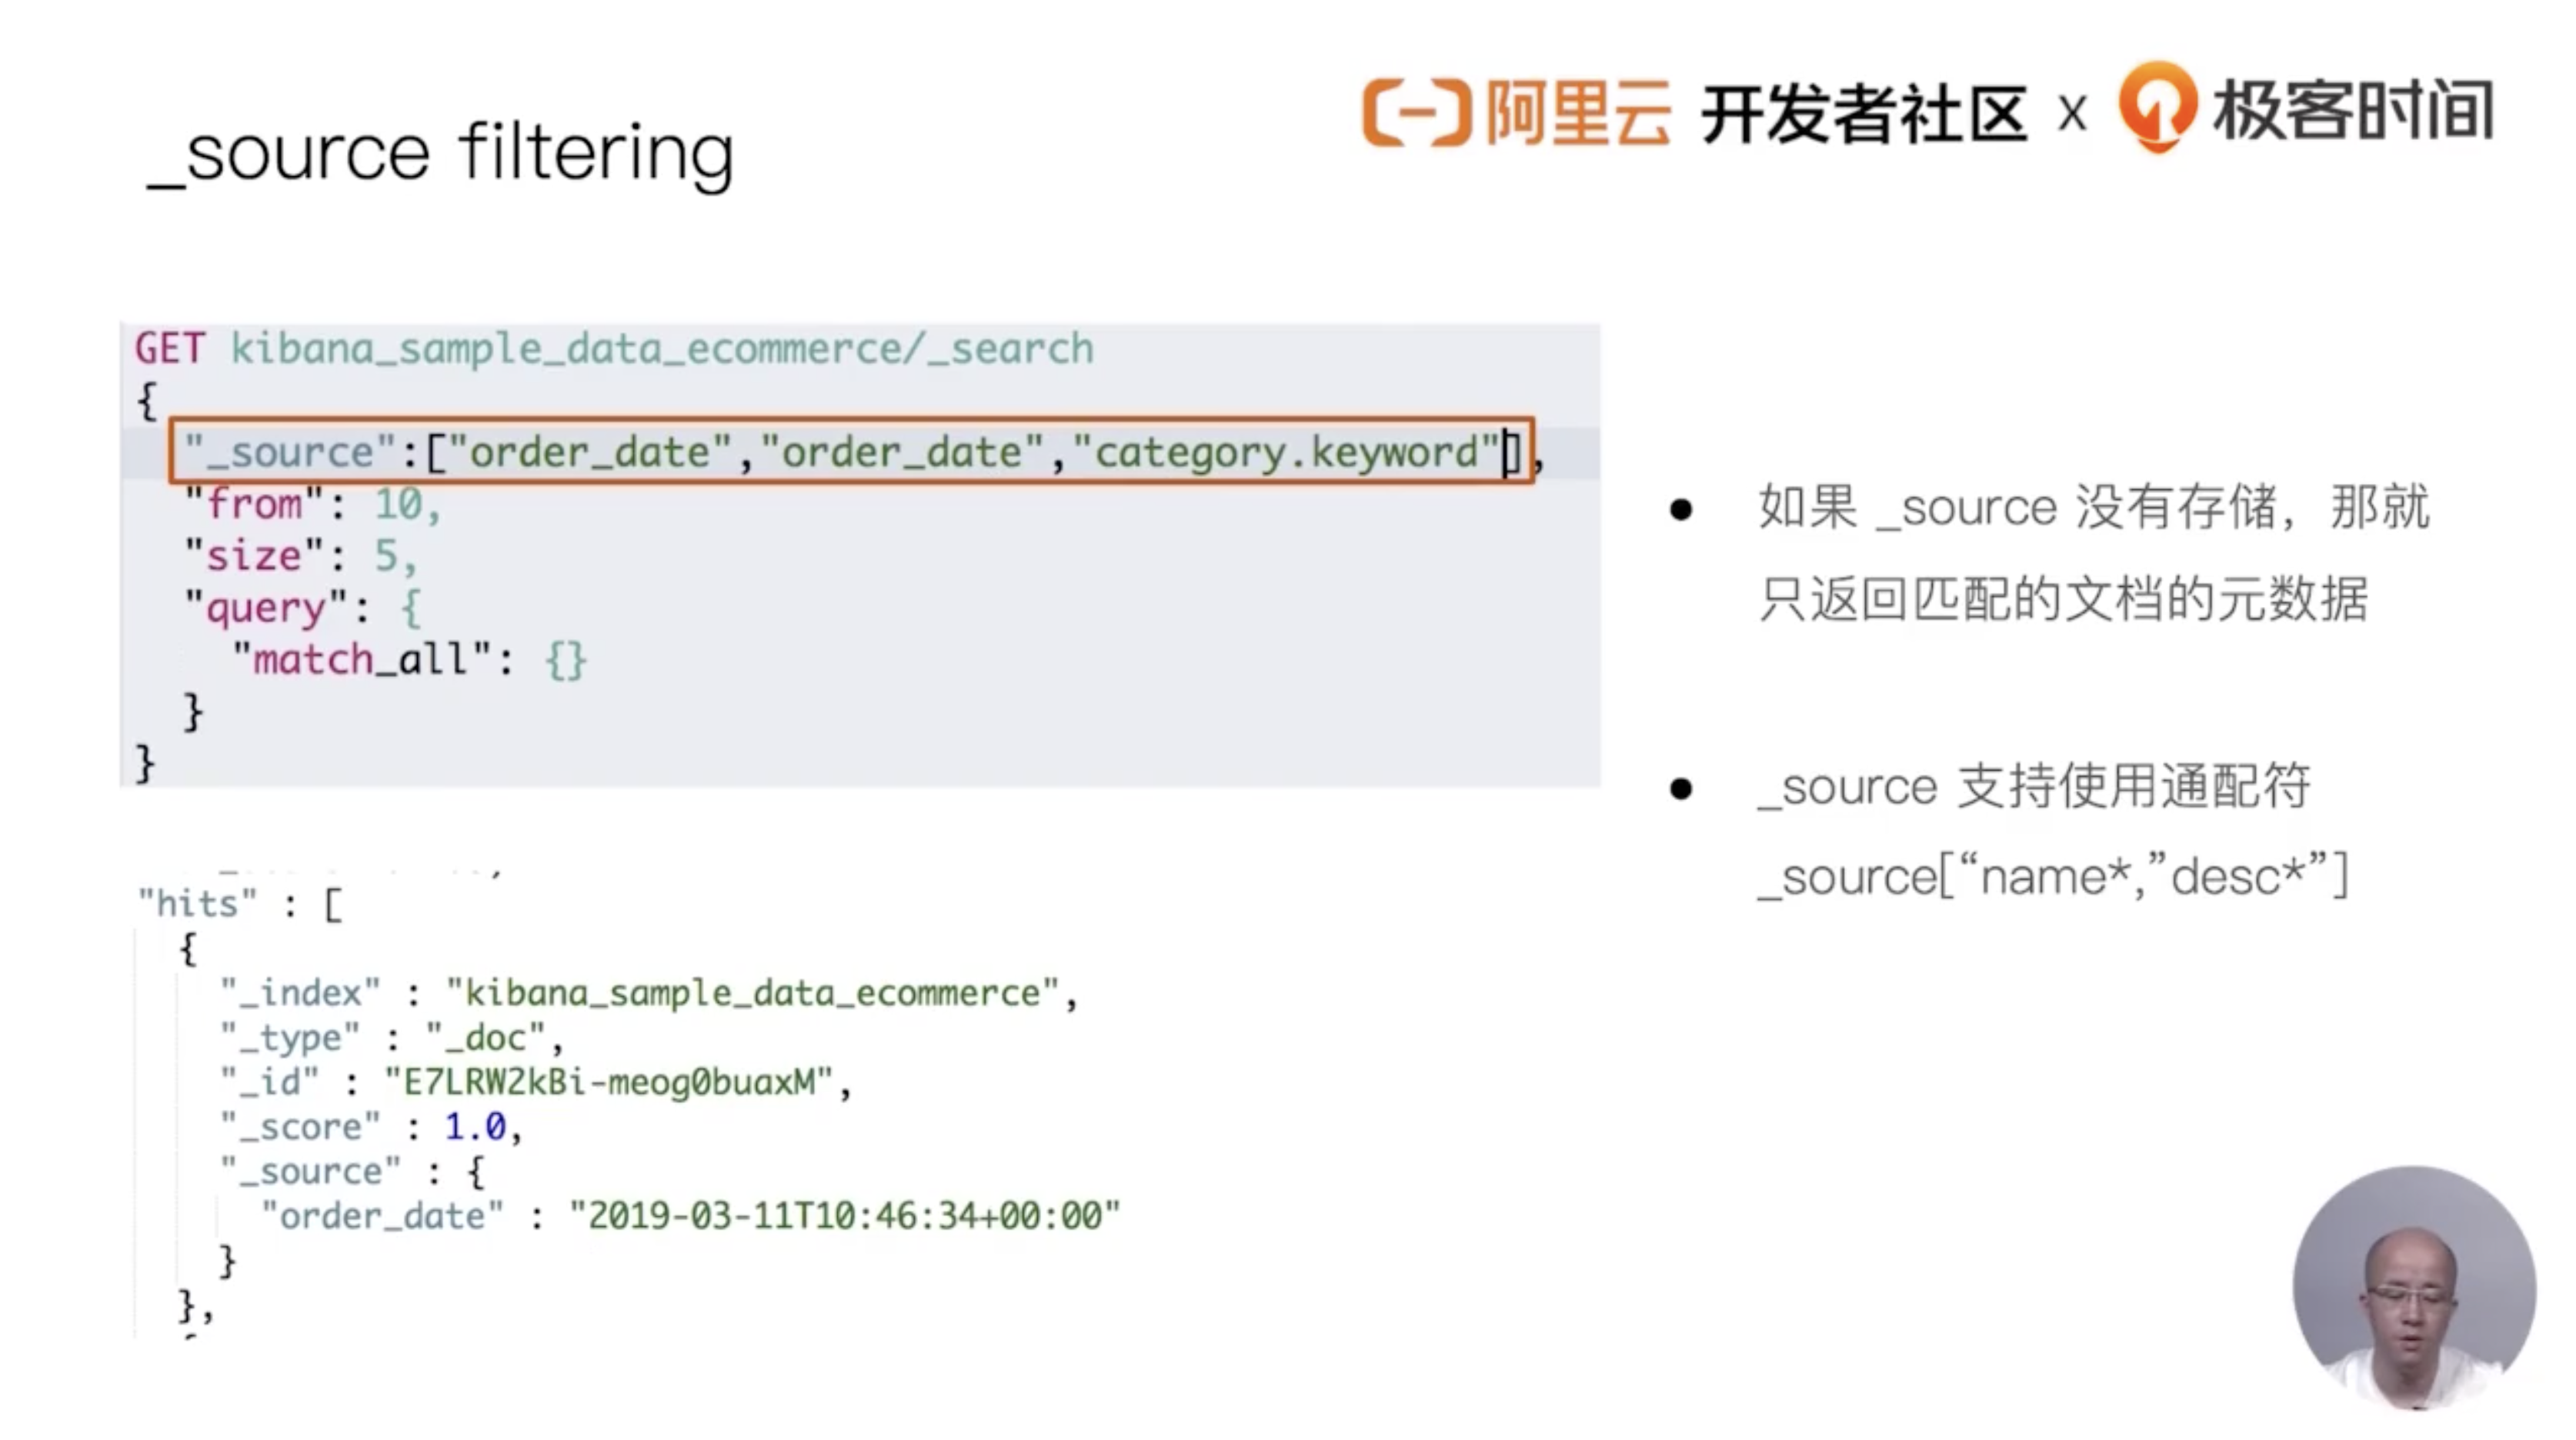 阿里云 开发者社区 x 极客时间
_source filtering
GET kibana_sample_data_ecommerce/_search
{
"_source":["order_date","order_date","category.keyword"],
"from": 10,
"size": 5,
"query": {
"match_all": {}
}
}
如果 _source 没有存储，那就
只返回匹配的文档的元数据
_source 支持使用通配符
_source[“name*,”desc*”]
"hits" : [
{
"_index" : "kibana_sample_data_ecommerce",
"_type" : "_doc",
"_id" : "E7LRW2kBi-meog0buaxM",
"_score" : 1.0,
"_source" : {
"order_date" : "2019-03-11T10:46:34+00:00"
}
},